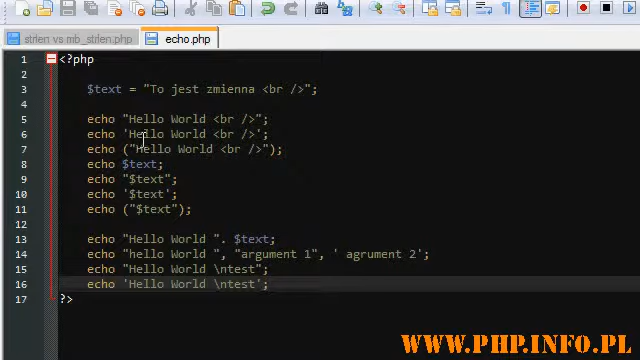 strlen vs mb_strlen.php echo.php
1 <?php
2
3 $text = "To jest zmienna <br />";
4
5 echo "Hello World <br />";
6 echo 'Hello World <br />';
7 echo ("Hello World <br />");
8 echo $text;
9 echo "$text";
10 echo '$text';
11 echo ("$text");
12
13 echo "Hello World ". $text;
14 echo "hello World ", "argument 1", ' agrument 2';
15 echo "Hello World \ntest";
16 echo 'Hello World \ntest';
17 ?>
WWW.PHP.INFO.PL